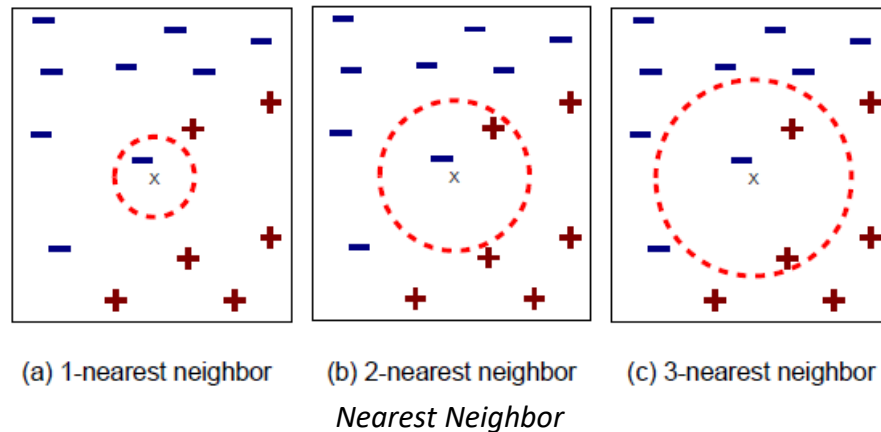 x x x
(a) 1-nearest neighbor (b) 2-nearest neighbor (c) 3-nearest neighbor
Nearest Neighbor